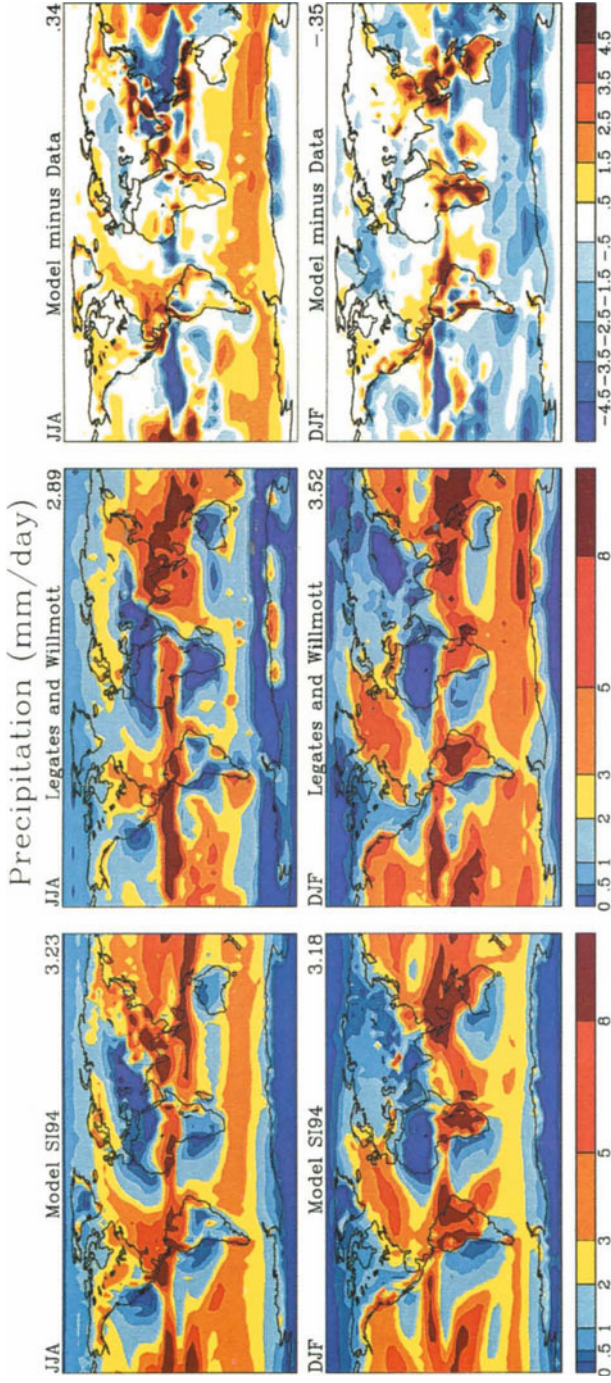 Precipitation (mm/day)
JJA Model SI94 3.23
JJA Legates and Willmott 2.89
JJA Model minus Data .34
DJF Model SI94 3.18
DJF Legates and Willmott 3.52
DJF Model minus Data -.35
0 .5 1 2 3 5 8
0 .5 1 2 3 5 8
-4.5 -3.5 -2.5 -1.5 -.5 .5 1.5 2.5 3.5 4.5